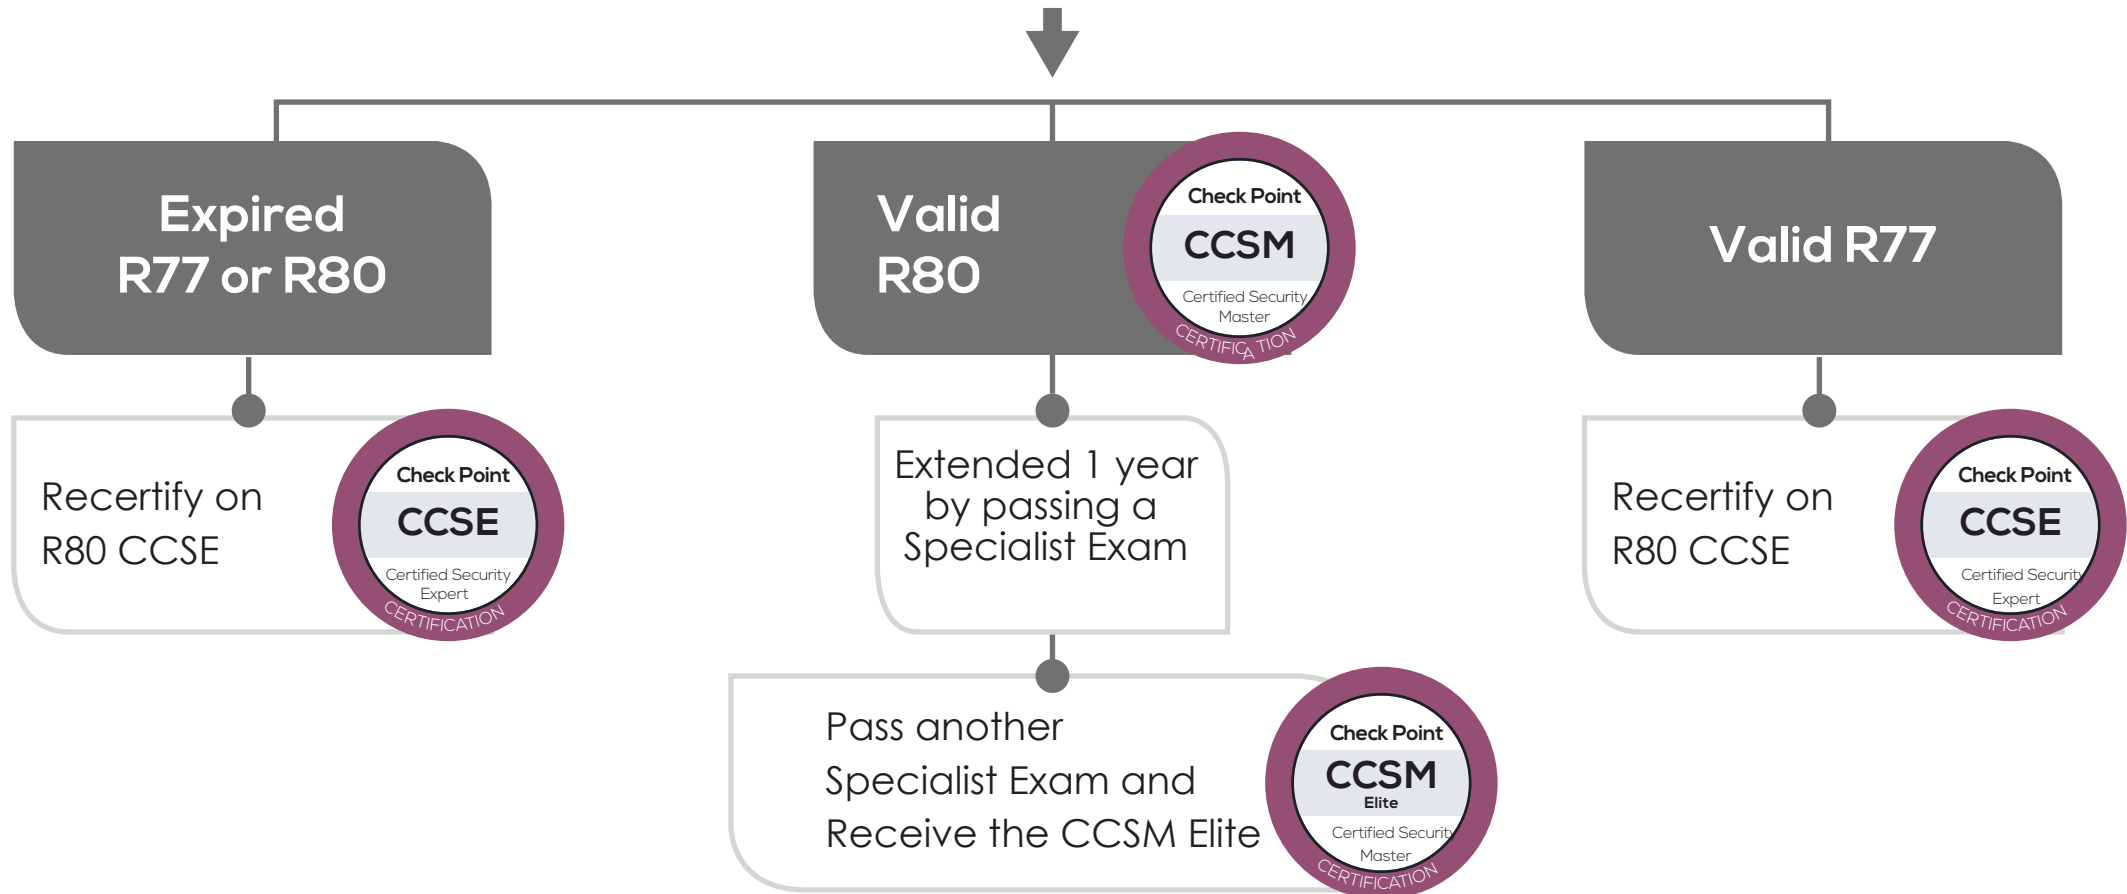 Expired
R77 or R80
Valid
R80
Check Point
CCSM
Certified Security
Master
CERTIFICATION
Valid R77
Recertify on
R80 CCSE
Check Point
CCSE
Certified Security
Expert
CERTIFICATION
Extended 1 year
by passing a
Specialist Exam
Recertify on
R80 CCSE
Check Point
CCSE
Certified Security
Expert
CERTIFICATION
Pass another
Specialist Exam and
Receive the CCSM Elite
Check Point
CCSM
Elite
Certified Security
Master
CERTIFICATION